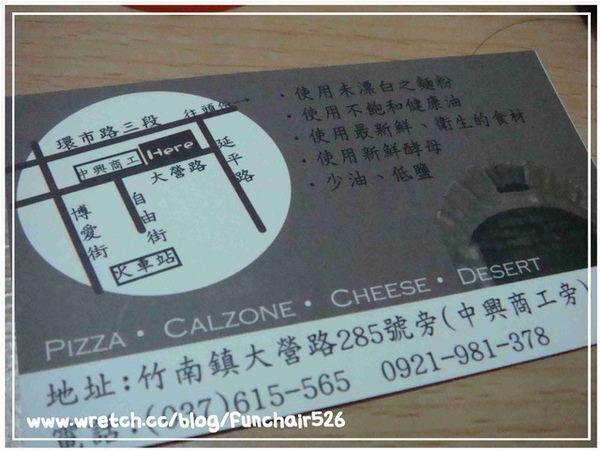 環市路三段 往頭份
中興商工 Here
大營路
延平路
博愛街
自由街
火車站
・使用未漂白之麵粉
・使用不飽和健康油
・使用最新鮮、衛生的食材
・使用新鮮酵母
・少油、低鹽
PIZZA・CALZONE・CHEESE・DESERT
地址:竹南鎮大營路285號旁(中興商工旁)
電話:(037)615-565 0921-981-378
www.wretch.cc/blog/funchair526